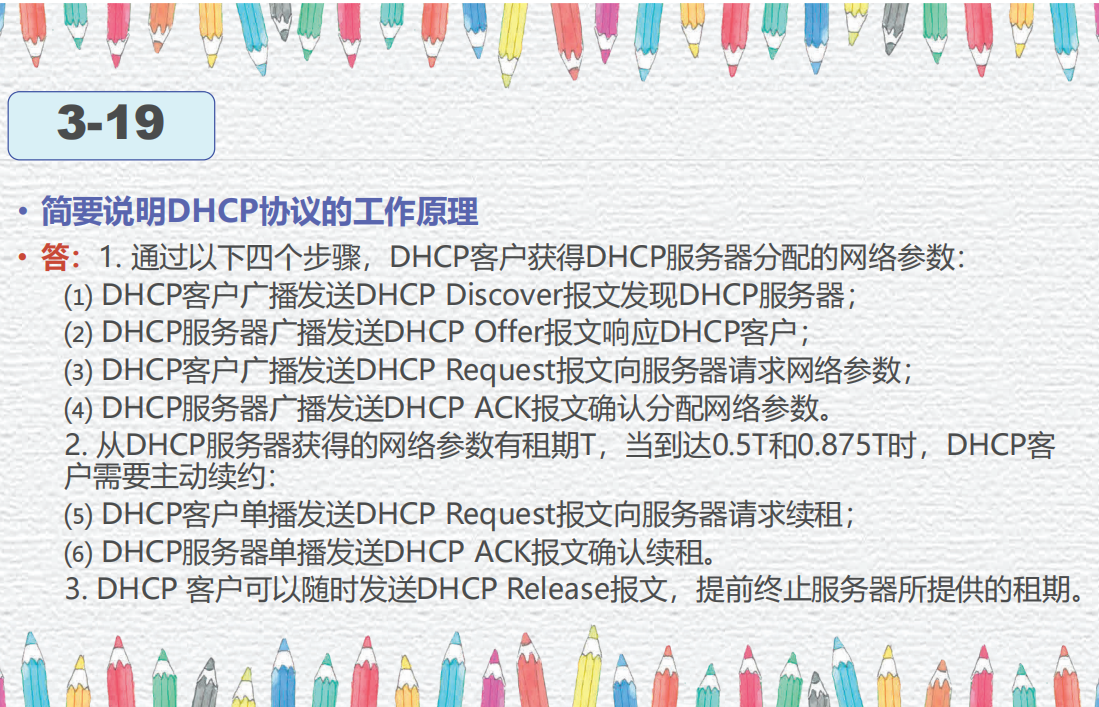 3-19
• 简要说明DHCP协议的工作原理
• 答：1. 通过以下四个步骤，DHCP客户获得DHCP服务器分配的网络参数：
(1) DHCP客户广播发送DHCP Discover报文发现DHCP服务器；
(2) DHCP服务器广播发送DHCP Offer报文响应DHCP客户；
(3) DHCP客户广播发送DHCP Request报文向服务器请求网络参数；
(4) DHCP服务器广播发送DHCP ACK报文确认分配网络参数。
2. 从DHCP服务器获得的网络参数有租期T，当到达0.5T和0.875T时，DHCP客
户需要主动续约：
(5) DHCP客户单播发送DHCP Request报文向服务器请求续租；
(6) DHCP服务器单播发送DHCP ACK报文确认续租。
3. DHCP 客户可以随时发送DHCP Release报文，提前终止服务器所提供的租期。